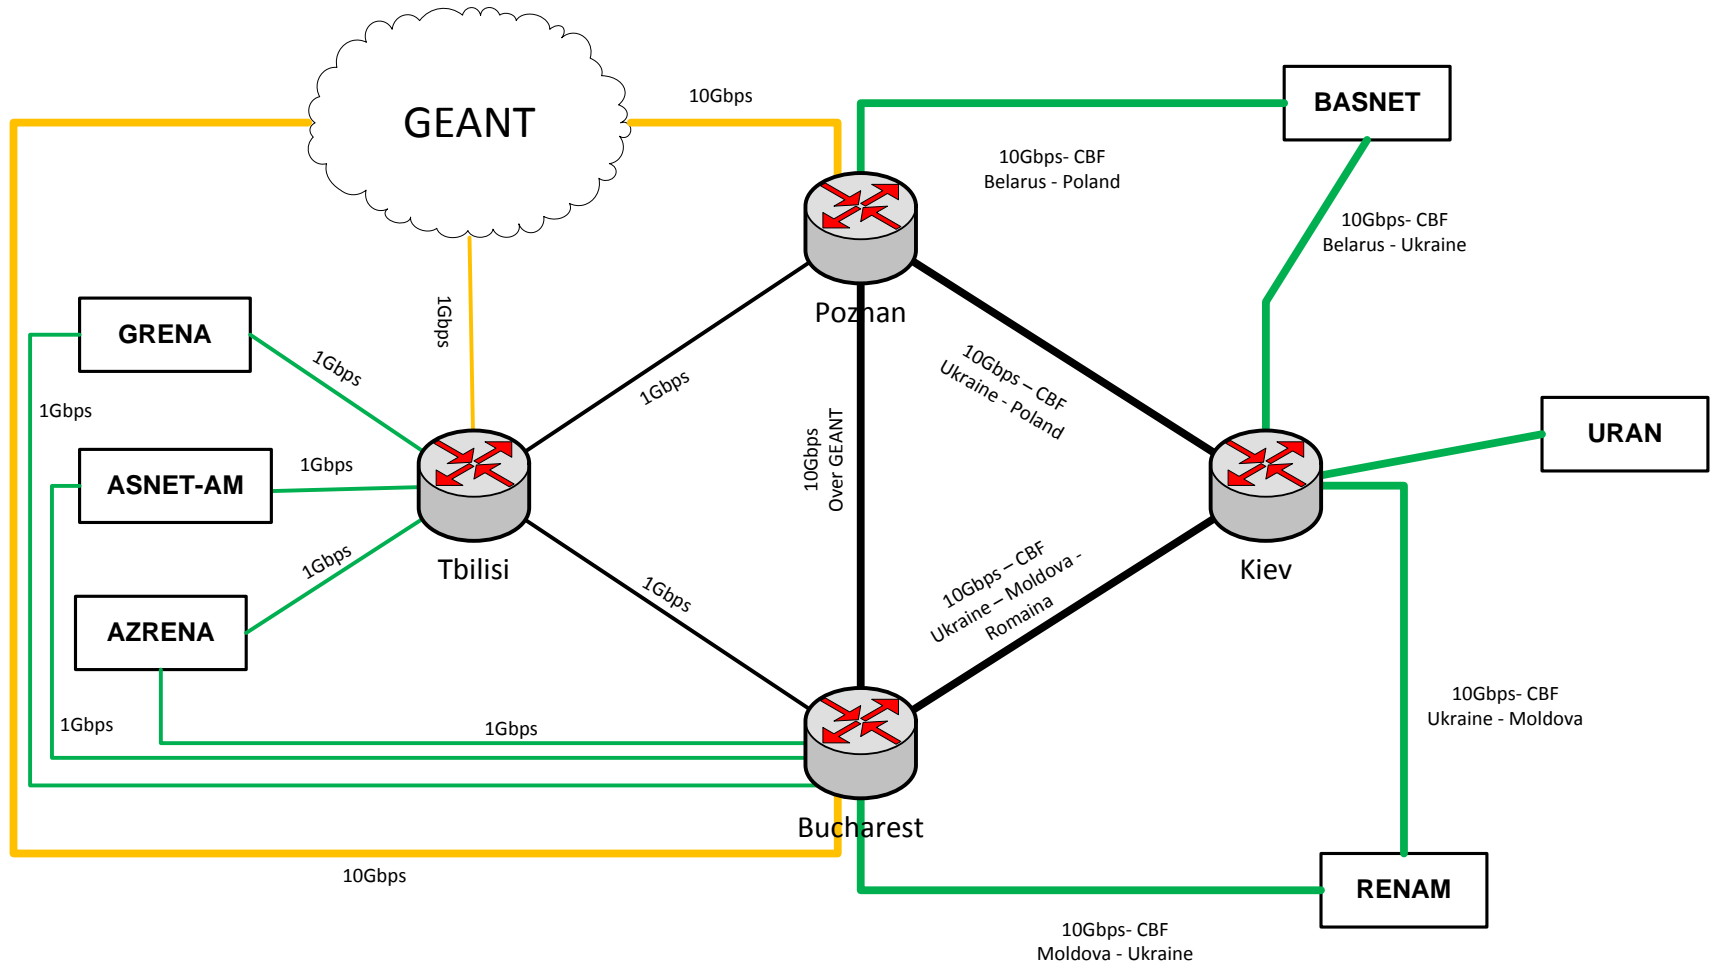 GEANT
10Gbps
BASNET
10Gbps- CBF
Belarus - Poland
10Gbps- CBF
Belarus - Ukraine
Poznan
GRENA
1Gbps
1Gbps
1Gbps
1Gbps
10Gbps – CBF
Ukraine - Poland
URAN
10Gbps
Over GEANT
ASNET-AM
1Gbps
Tbilisi
Kiev
1Gbps
1Gbps
10Gbps – CBF
Ukraine – Moldova -
Romaina
AZRENA
10Gbps- CBF
Ukraine - Moldova
1Gbps
1Gbps
Bucharest
10Gbps
RENAM
10Gbps- CBF
Moldova - Ukraine